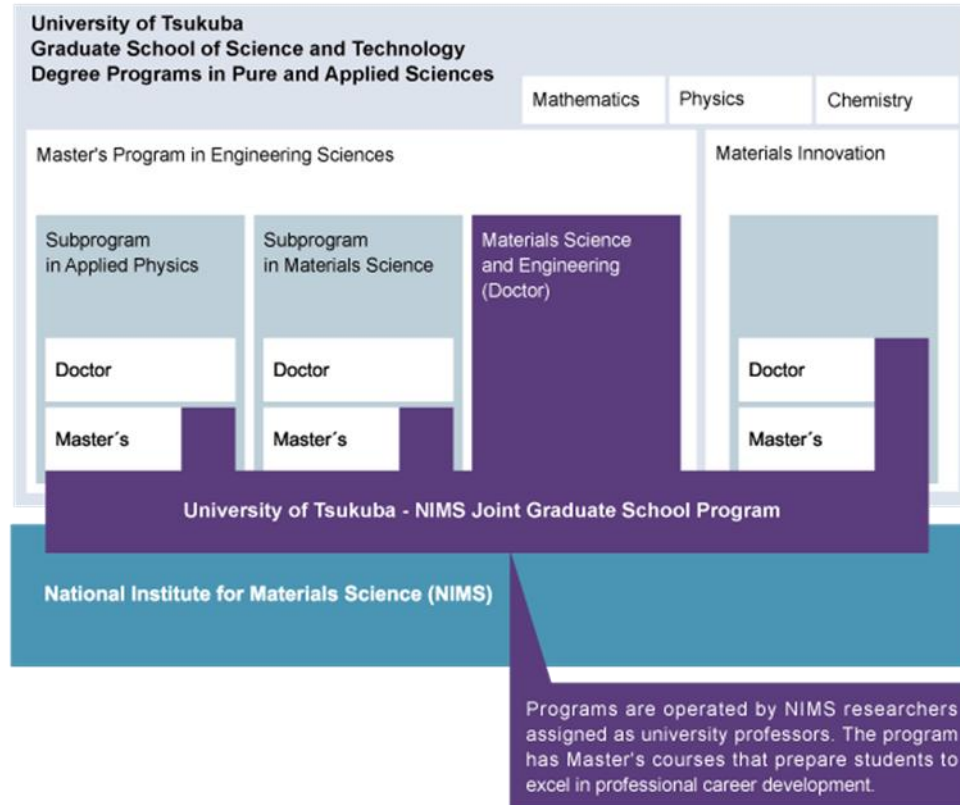 University of Tsukuba
Graduate School of Science and Technology
Degree Programs in Pure and Applied Sciences
Mathematics
Physics
Chemistry
Master's Program in Engineering Sciences
Materials Innovation
Subprogram
in Applied Physics
Subprogram
in Materials Science
Materials Science
and Engineering
(Doctor)
Doctor
Doctor
Doctor
Master´s
Master´s
Master´s
University of Tsukuba - NIMS Joint Graduate School Program
National Institute for Materials Science (NIMS)
Programs are operated by NIMS researchers
assigned as university professors. The program
has Master's courses that prepare students to
excel in professional career development.